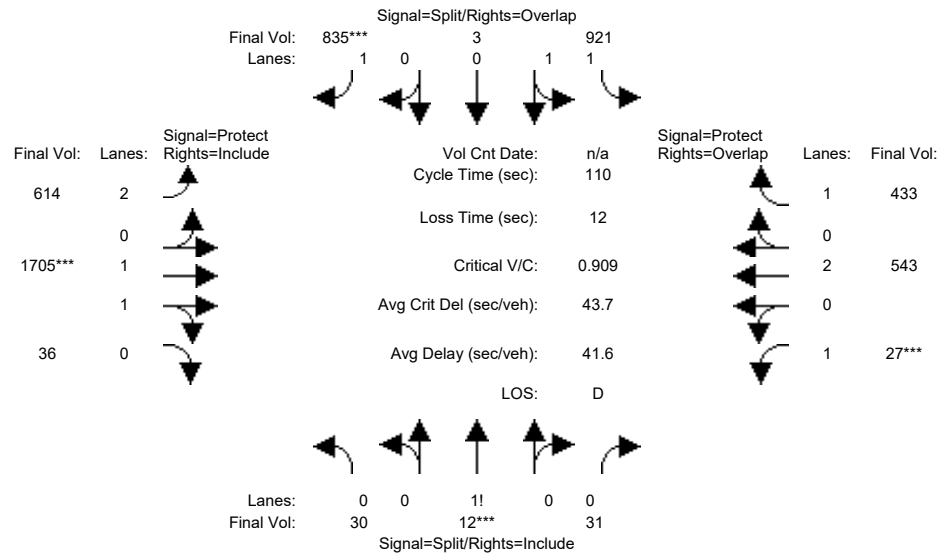 Signal=Split/Rights=Overlap
Final Vol: 835*** 3 921
Lanes: 1 0 0 1 1
Signal=Protect
Final Vol: Lanes: Rights=Include
Vol Cnt Date: n/a
Signal=Protect
Rights=Overlap Lanes: Final Vol:
Cycle Time (sec): 110
614 2
1 433
Loss Time (sec): 12
0
0
1705*** 1
Critical V/C: 0.909
2 543
1
Avg Crit Del (sec/veh): 43.7
0
36 0
Avg Delay (sec/veh): 41.6
1 27***
LOS: D
Lanes: 0 0 1! 0 0
Final Vol: 30 12*** 31
Signal=Split/Rights=Include